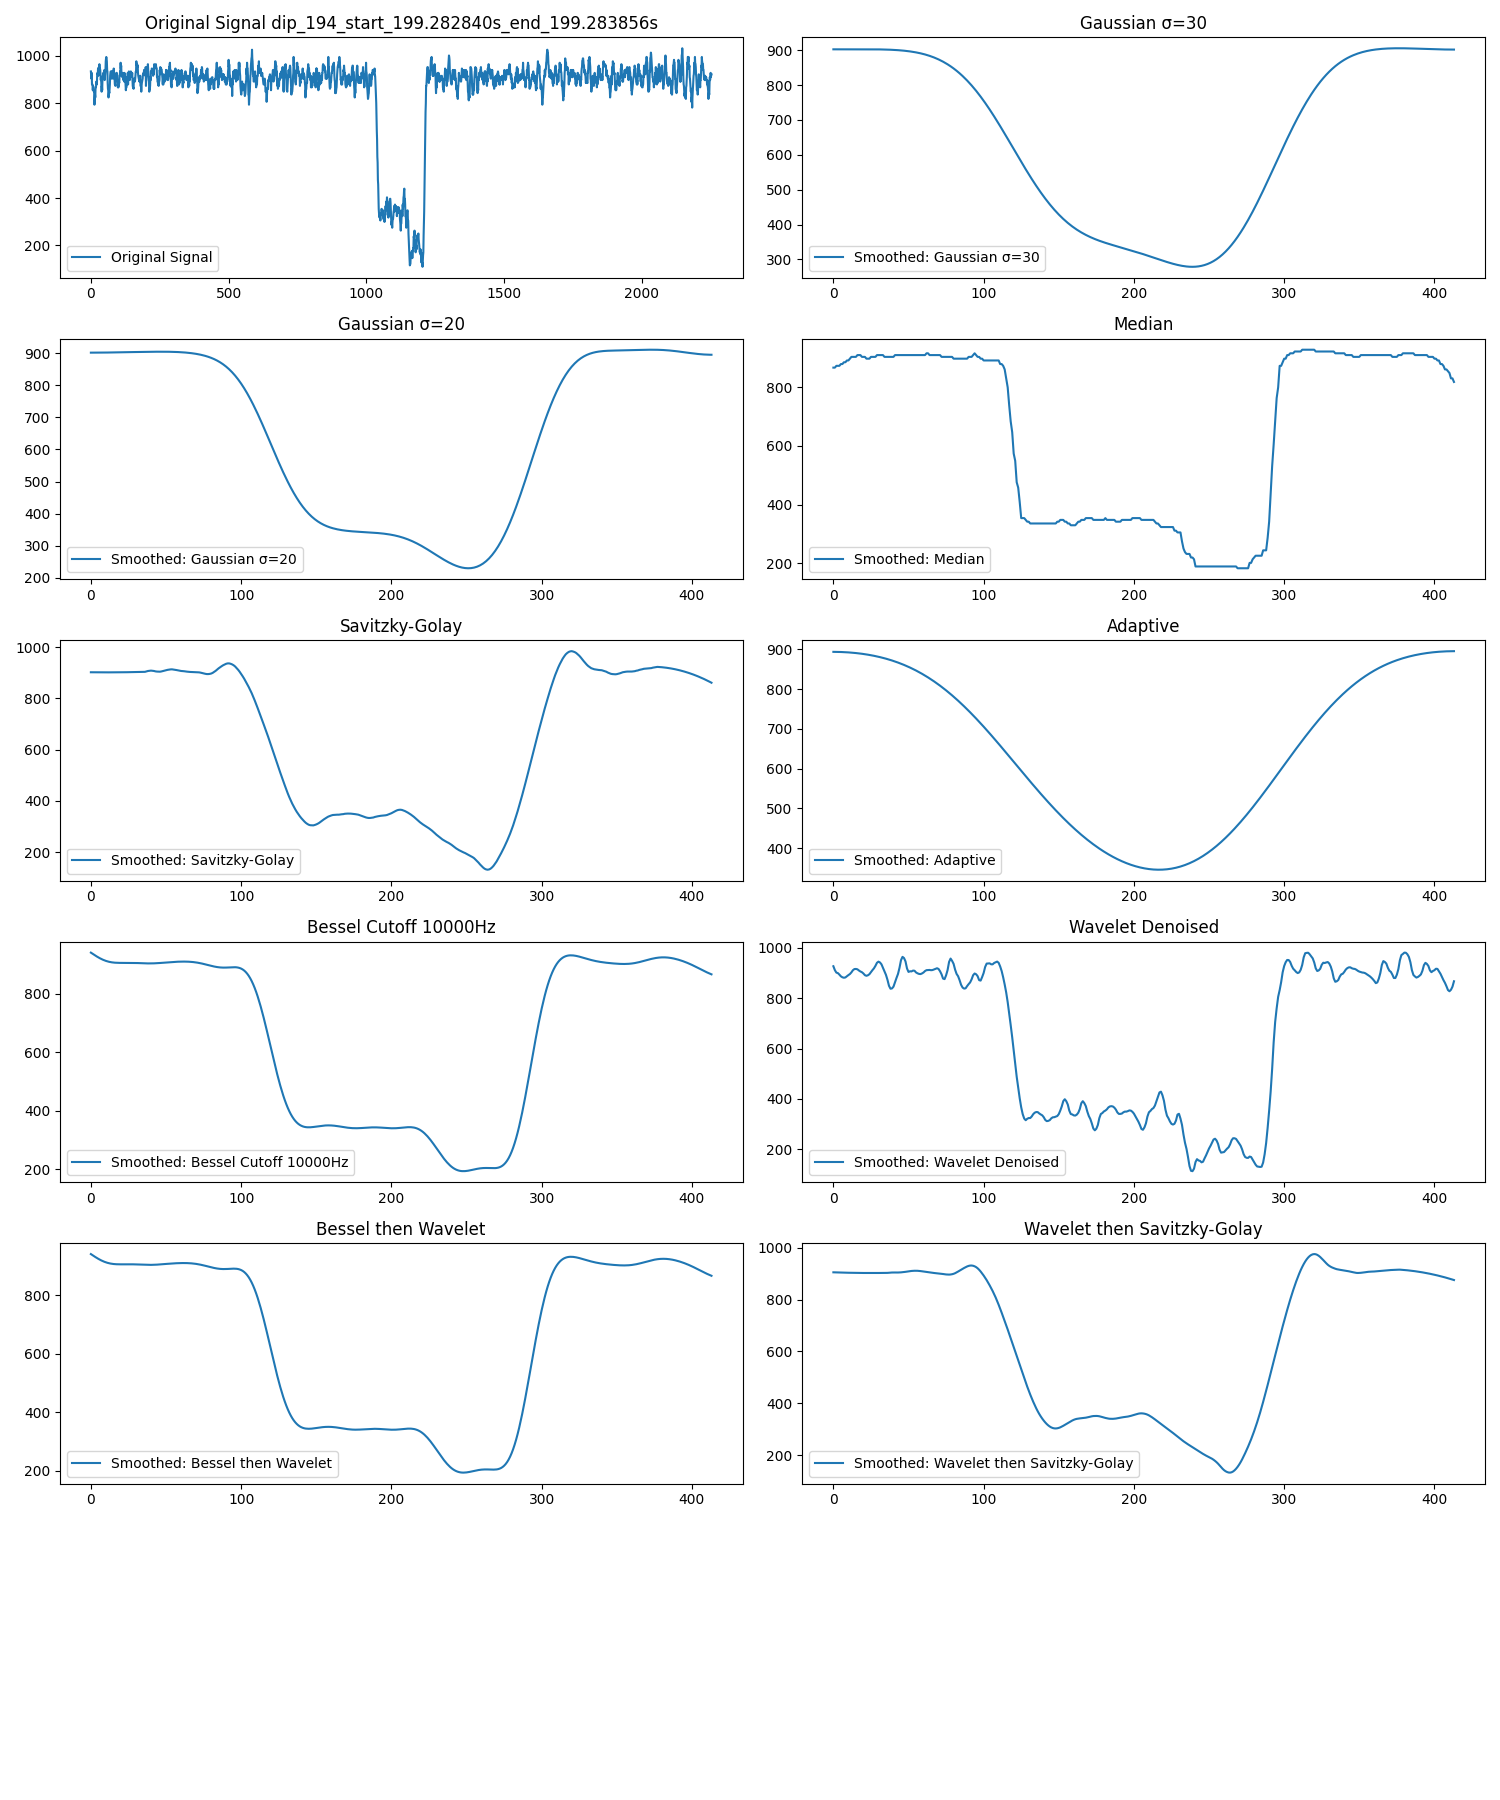 Original Signal dip_194_start_199.282840s_end_199.283856s
1000
800
600
400
200
Original Signal
0 500 1000 1500 2000
Gaussian σ=30
900
800
700
600
500
400
300
Smoothed: Gaussian σ=30
0 100 200 300 400
Gaussian σ=20
900
800
700
600
500
400
300
200
Smoothed: Gaussian σ=20
0 100 200 300 400
Median
800
600
400
200
Smoothed: Median
0 100 200 300 400
Savitzky-Golay
1000
800
600
400
200
Smoothed: Savitzky-Golay
0 100 200 300 400
Adaptive
900
800
700
600
500
400
Smoothed: Adaptive
0 100 200 300 400
Bessel Cutoff 10000Hz
800
600
400
200
Smoothed: Bessel Cutoff 10000Hz
0 100 200 300 400
Wavelet Denoised
1000
800
600
400
200
Smoothed: Wavelet Denoised
0 100 200 300 400
Bessel then Wavelet
800
600
400
200
Smoothed: Bessel then Wavelet
0 100 200 300 400
Wavelet then Savitzky-Golay
1000
800
600
400
200
Smoothed: Wavelet then Savitzky-Golay
0 100 200 300 400